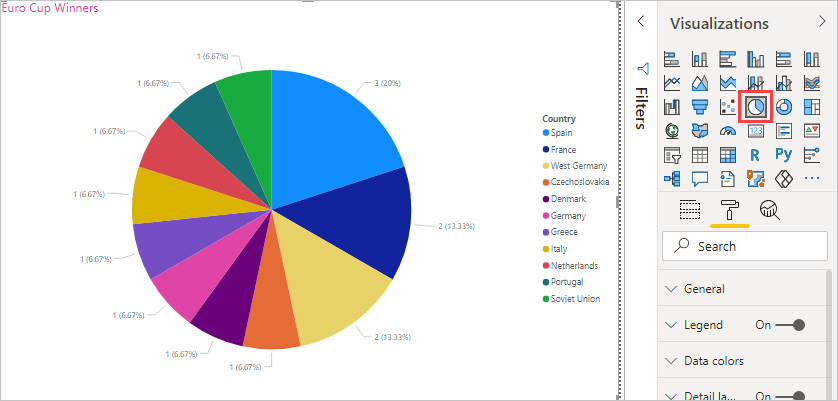 Euro Cup Winners
1 (6.67%)
3 (20%)
1 (6.67%)
1 (6.67%)
1 (6.67%)
1 (6.67%)
1 (6.67%)
1 (6.67%)
1 (6.67%)
2 (13.33%)
2 (13.33%)
Country
Spain
France
West Germany
Czechoslovakia
Denmark
Germany
Greece
Italy
Netherlands
Portugal
Soviet Union
Filters
Visualizations
123
R
Py
Search
General
Legend On
Data colors
Detail la... On